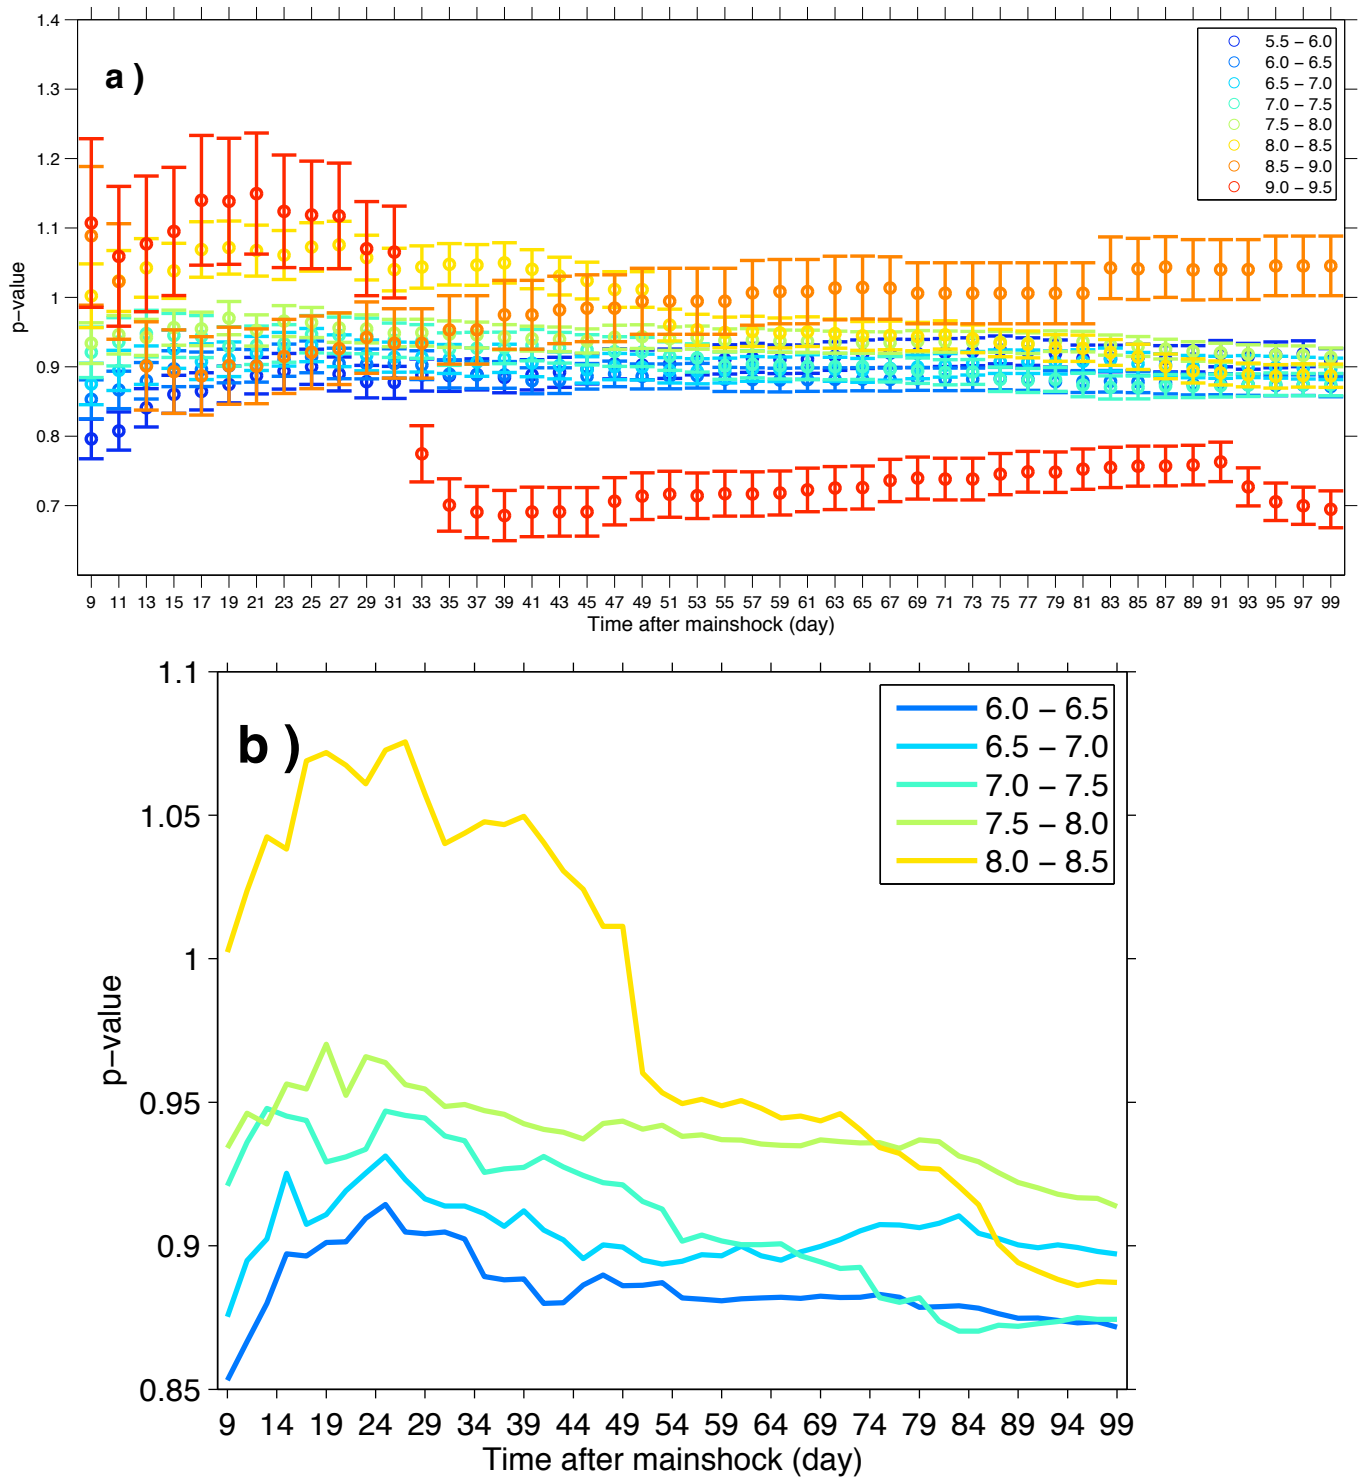 a )
1.4
1.3
1.2
1.1
1
0.9
0.8
0.7
p−value
5.5 − 6.0
6.0 − 6.5
6.5 − 7.0
7.0 − 7.5
7.5 − 8.0
8.0 − 8.5
8.5 − 9.0
9.0 − 9.5
9 11 13 15 17 19 21 23 25 27 29 31 33 35 37 39 41 43 45 47 49 51 53 55 57 59 61 63 65 67 69 71 73 75 77 79 81 83 85 87 89 91 93 95 97 99
Time after mainshock (day)
b )
1.1
1.05
1
0.95
0.9
0.85
p−value
6.0 − 6.5
6.5 − 7.0
7.0 − 7.5
7.5 − 8.0
8.0 − 8.5
9 14 19 24 29 34 39 44 49 54 59 64 69 74 79 84 89 94 99
Time after mainshock (day)